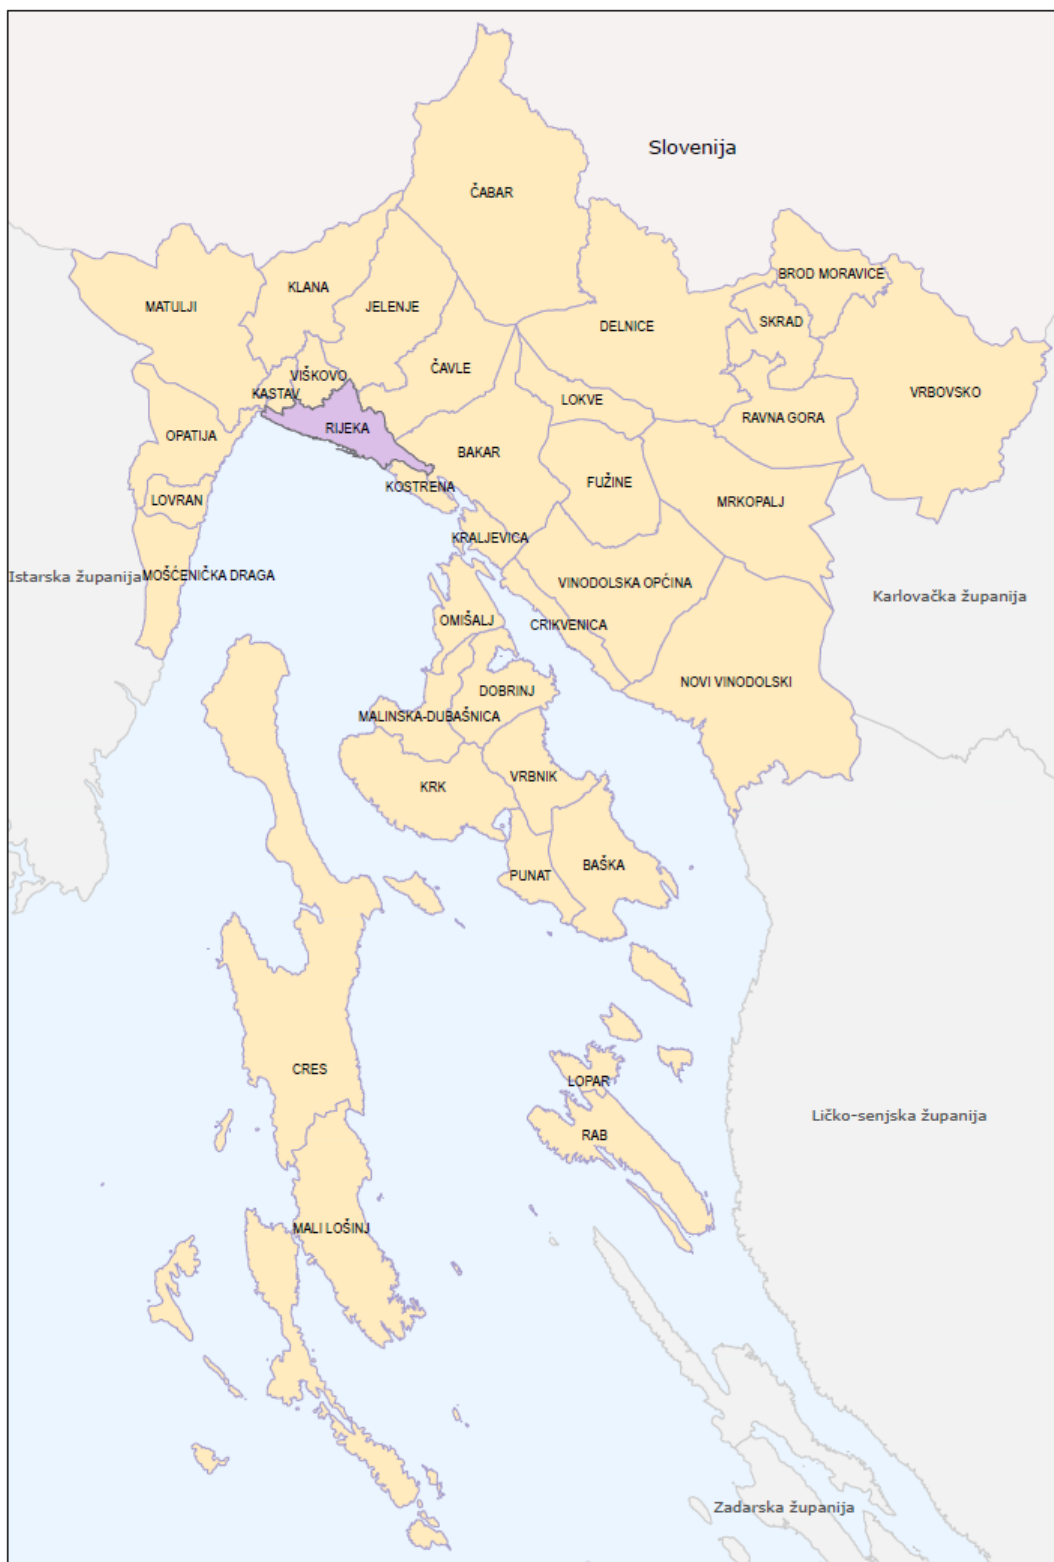 Slovenija
ČABAR
BROD MORAVICE
KLANA
MATULJI
JELENJE
SKRAD
DELNICE
ČAVLE
VIŠKOVO
KASTAV
VRBOVSKO
LOKVE
RAVNA GORA
RIJEKA
OPATIJA
BAKAR
MRKOPALJ
FUŽINE
KOSTRENA
LOVRAN
KRALJEVICA
Istarska županija
MOŠĆENIČKA DRAGA
VINODOLSKA OPĆINA
Karlovačka županija
OMIŠALJ
CRIKVENICA
NOVI VINODOLSKI
DOBRINJ
MALINSKA-DUBAŠNICA
VRBNIK
KRK
BAŠKA
PUNAT
CRES
LOPAR
Ličko-senjska županija
RAB
MALI LOŠINJ
Zadarska županija